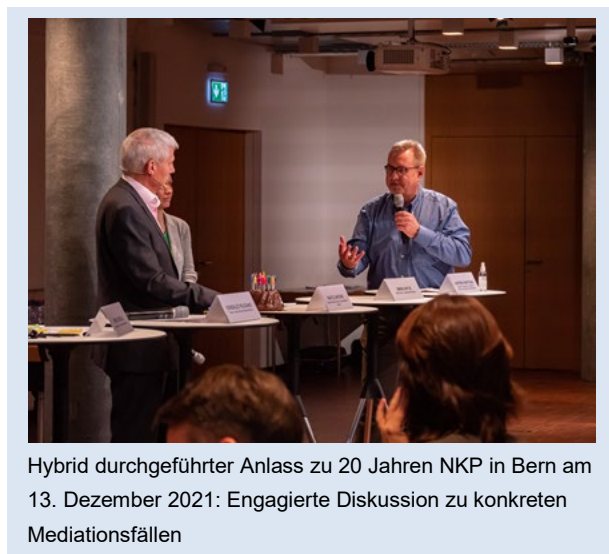 Hybrid durchgeführter Anlass zu 20 Jahren NKP in Bern am
13. Dezember 2021: Engagierte Diskussion zu konkreten
Mediationsfällen